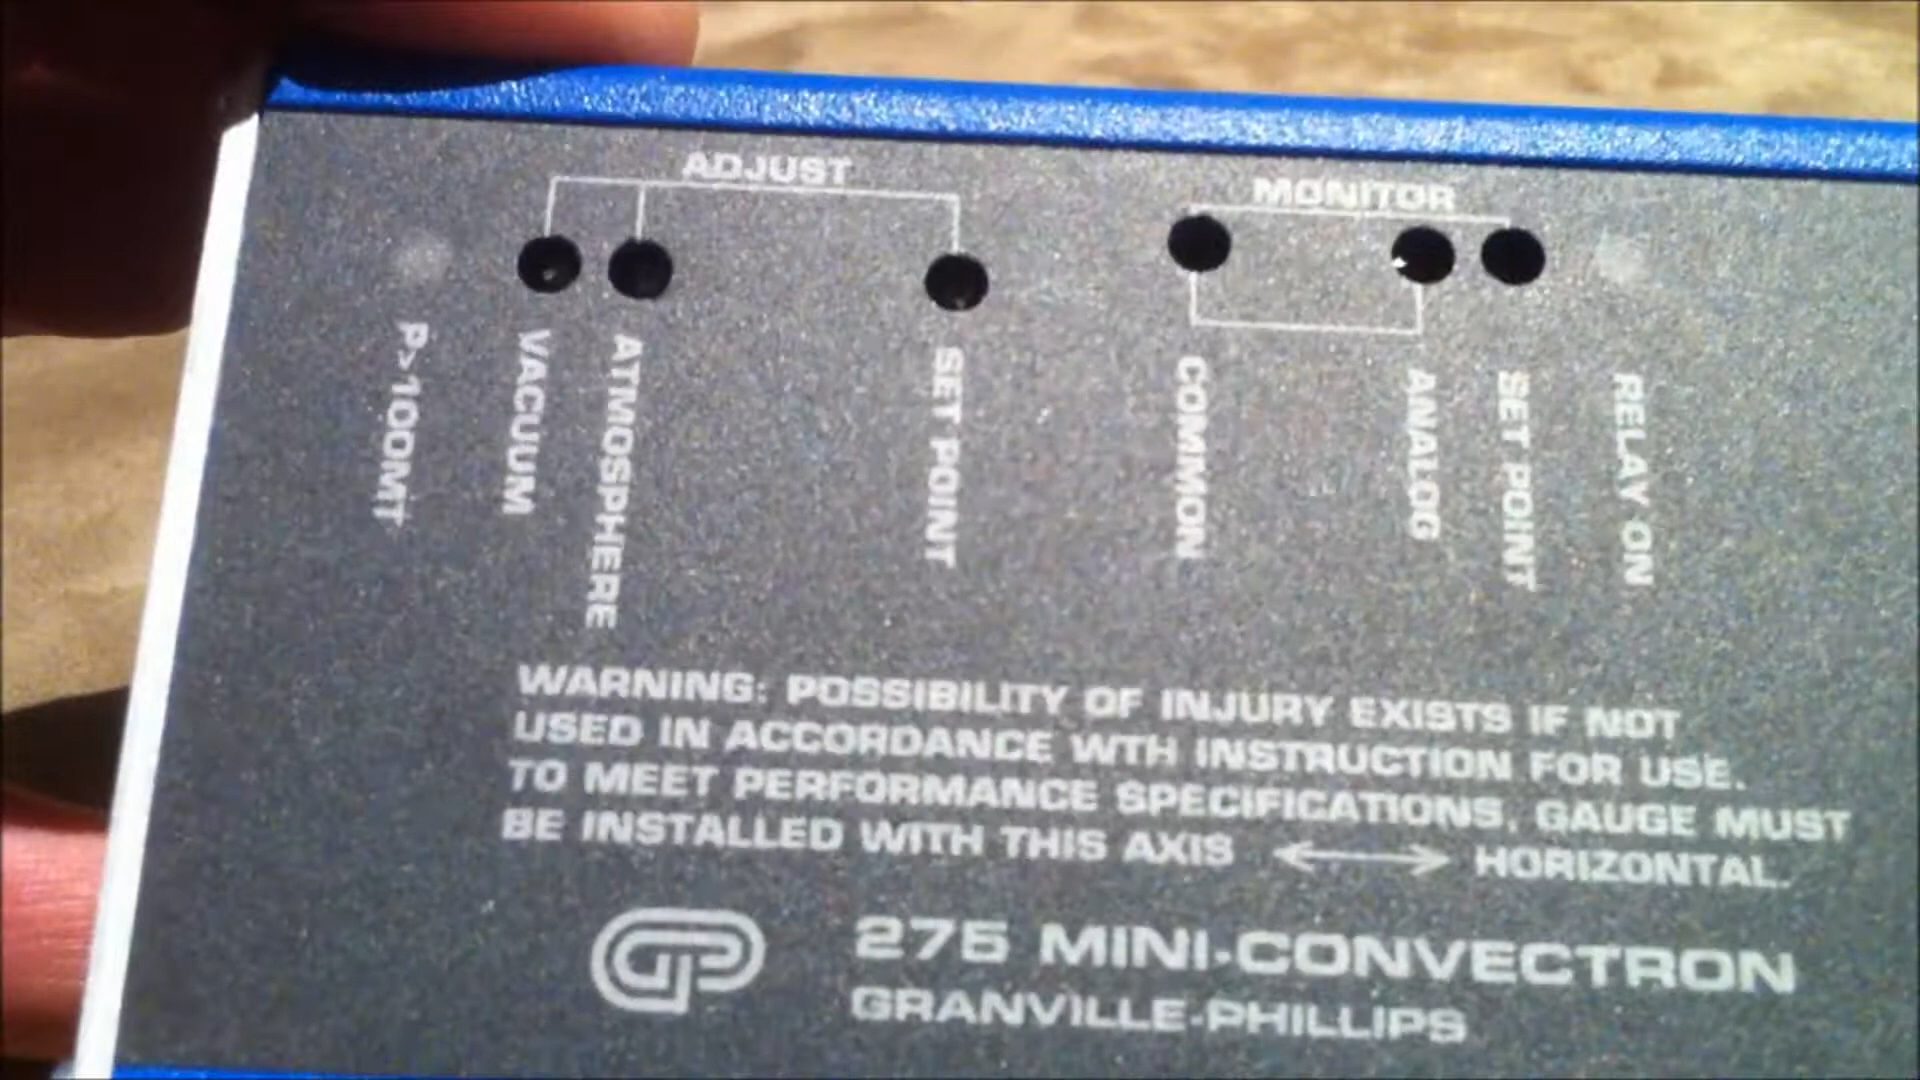 ADJUST
MONITOR
P>100MT
VACUUM
ATMOSPHERE
SET POINT
COMMON
ANALOG
SET POINT
RELAY ON
WARNING: POSSIBILITY OF INJURY EXISTS IF NOT
USED IN ACCORDANCE WTH INSTRUCTION FOR USE.
TO MEET PERFORMANCE SPECIFICATIONS, GAUGE MUST
BE INSTALLED WITH THIS AXIS ⟷ HORIZONTAL.
GP 275 MINI-CONVECTRON
GRANVILLE-PHILLIPS